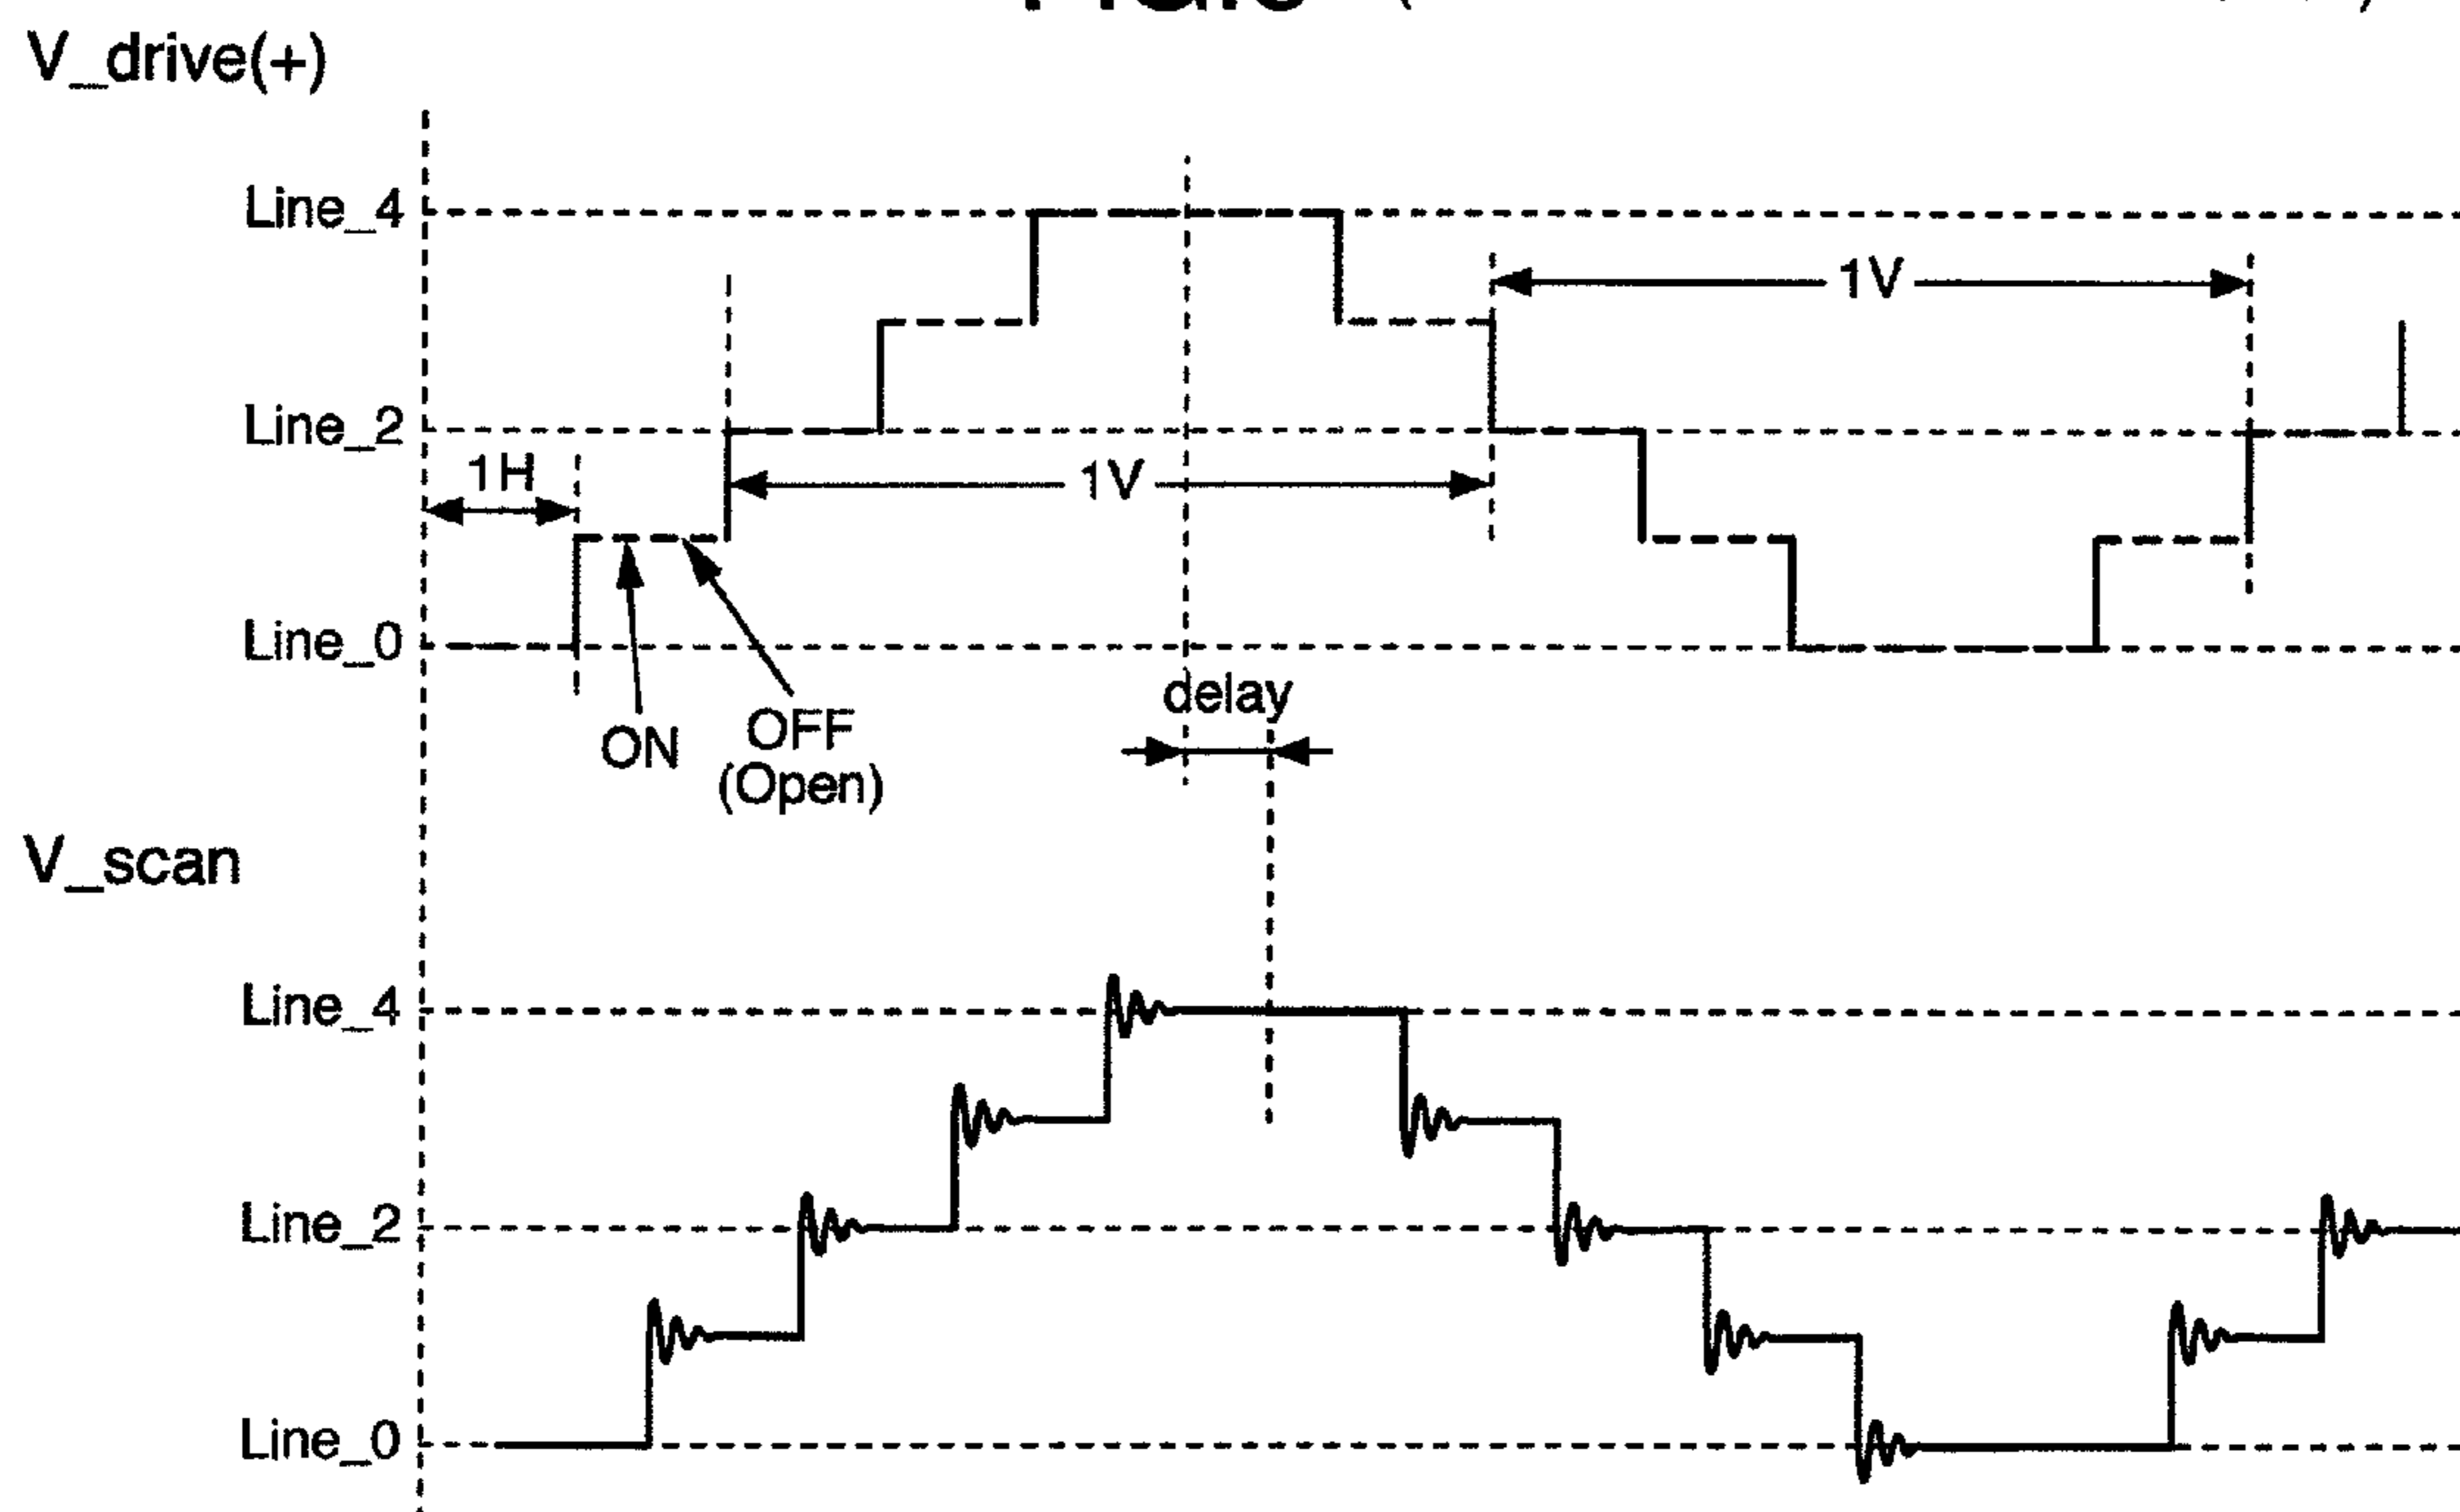 V_drive(+)
Line_4
1V
Line_2
1H
1V
Line_0
delay
ON
OFF
(Open)
V_scan
Line_4
Line_2
Line_0